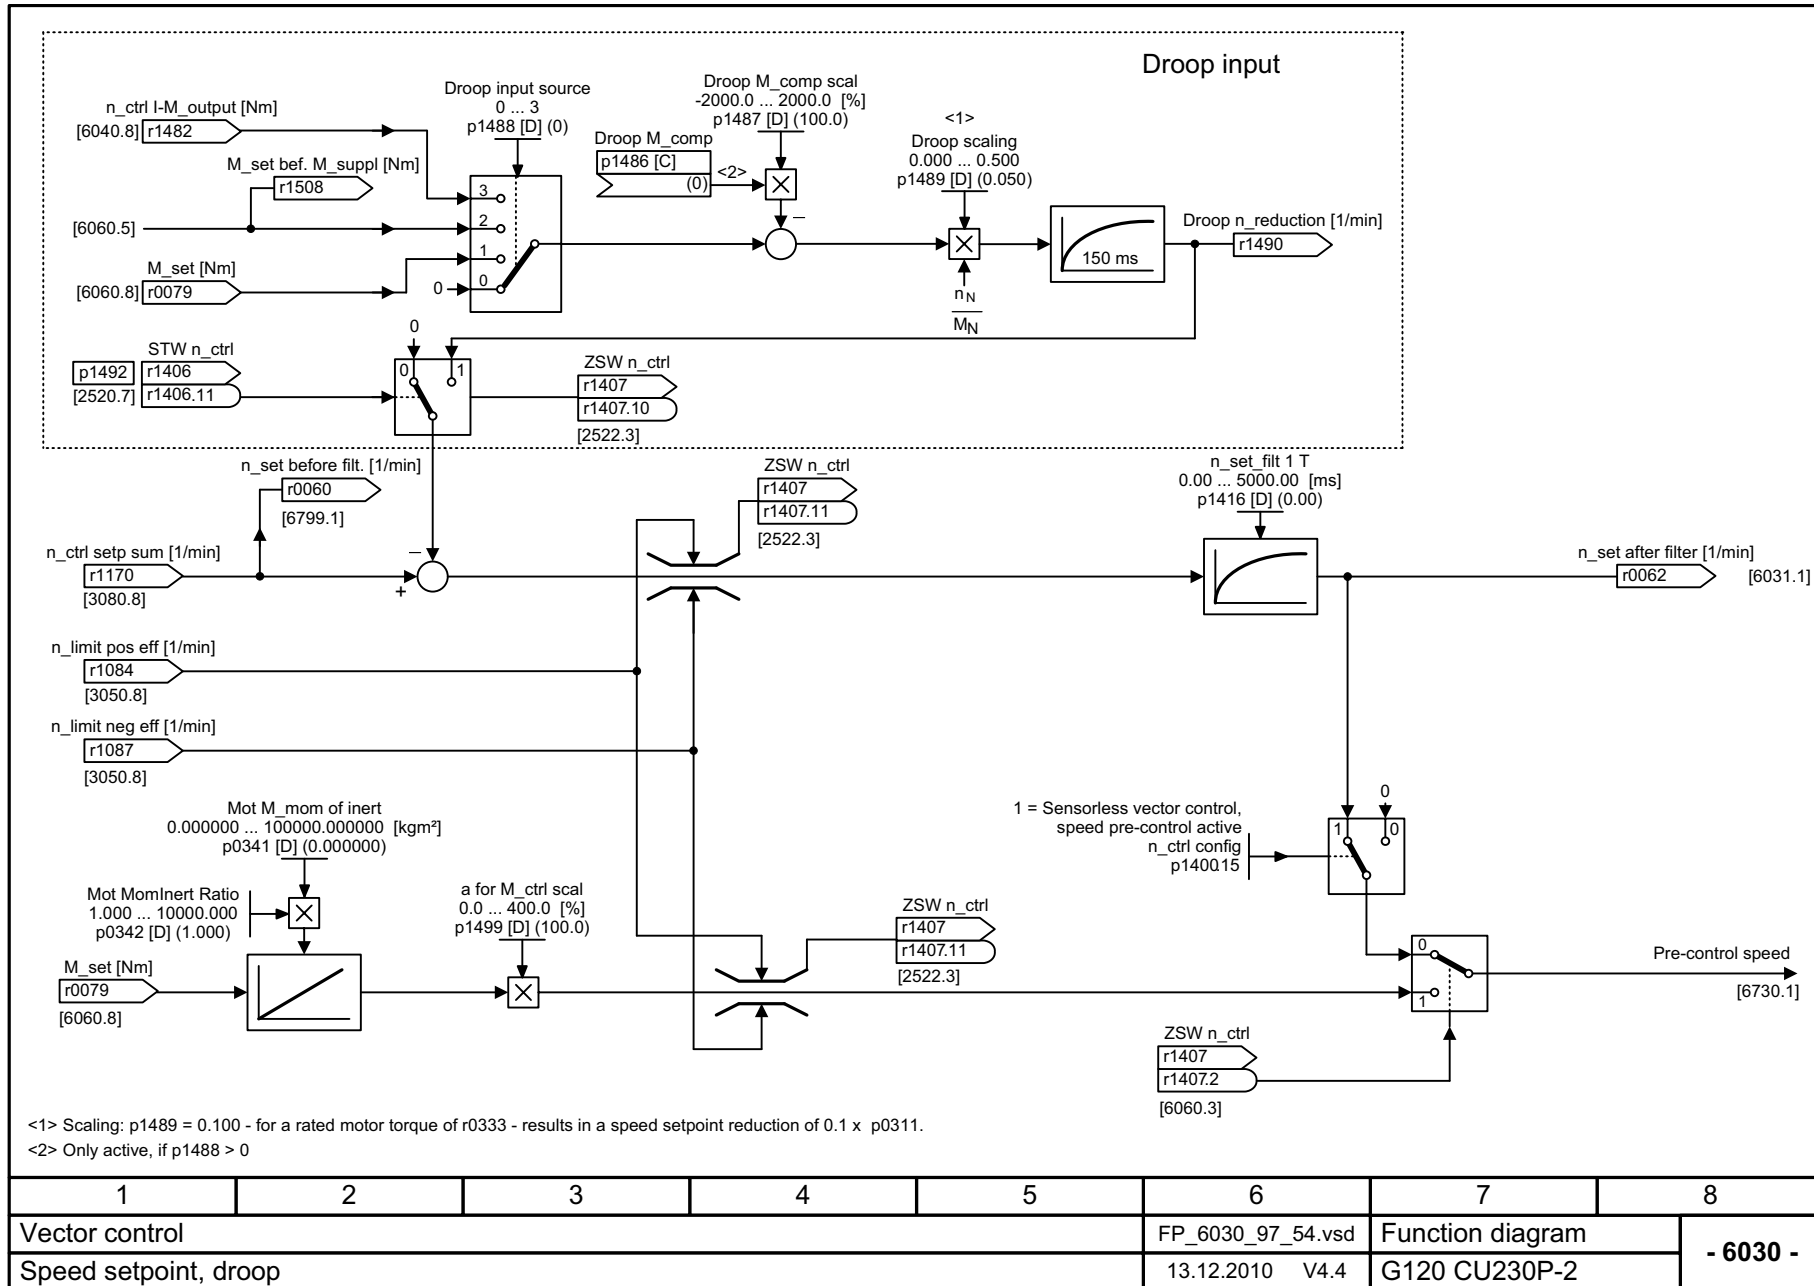 Droop input
n_ctrl I-M_output [Nm]
[6040.8] r1482
M_set bef. M_suppl [Nm]
r1508
[6060.5]
M_set [Nm]
[6060.8] r0079
Droop input source
0 ... 3
p1488 [D] (0)
3
2
1
0
0
Droop M_comp scal
-2000.0 ... 2000.0 [%]
p1487 [D] (100.0)
Droop M_comp
p1486 [C]
(0)
<2>
−
<1>
Droop scaling
0.000 ... 0.500
p1489 [D] (0.050)
n N
M N
150 ms
Droop n_reduction [1/min]
r1490
STW n_ctrl
p1492 r1406
[2520.7] r1406.11
0
0 1
ZSW n_ctrl
r1407
r1407.10
[2522.3]
n_set before filt. [1/min]
r0060
[6799.1]
n_ctrl setp sum [1/min]
r1170
[3080.8]
−
+
ZSW n_ctrl
r1407
r1407.11
[2522.3]
n_set_filt 1 T
0.00 ... 5000.00 [ms]
p1416 [D] (0.00)
n_set after filter [1/min]
r0062 [6031.1]
n_limit pos eff [1/min]
r1084
[3050.8]
n_limit neg eff [1/min]
r1087
[3050.8]
Mot M_mom of inert
0.000000 ... 100000.000000 [kgm²]
p0341 [D] (0.000000)
Mot MomInert Ratio
1.000 ... 10000.000
p0342 [D] (1.000)
M_set [Nm]
r0079
[6060.8]
a for M_ctrl scal
0.0 ... 400.0 [%]
p1499 [D] (100.0)
ZSW n_ctrl
r1407
r1407.11
[2522.3]
1 = Sensorless vector control,
speed pre-control active
n_ctrl config
p1400.15
0
1 0
0
1
Pre-control speed
[6730.1]
ZSW n_ctrl
r1407
r1407.2
[6060.3]
<1> Scaling: p1489 = 0.100 - for a rated motor torque of r0333 - results in a speed setpoint reduction of 0.1 x p0311.
<2> Only active, if p1488 > 0
1 2 3 4 5 6 7 8
Vector control FP_6030_97_54.vsd Function diagram
- 6030 -
Speed setpoint, droop 13.12.2010 V4.4 G120 CU230P-2